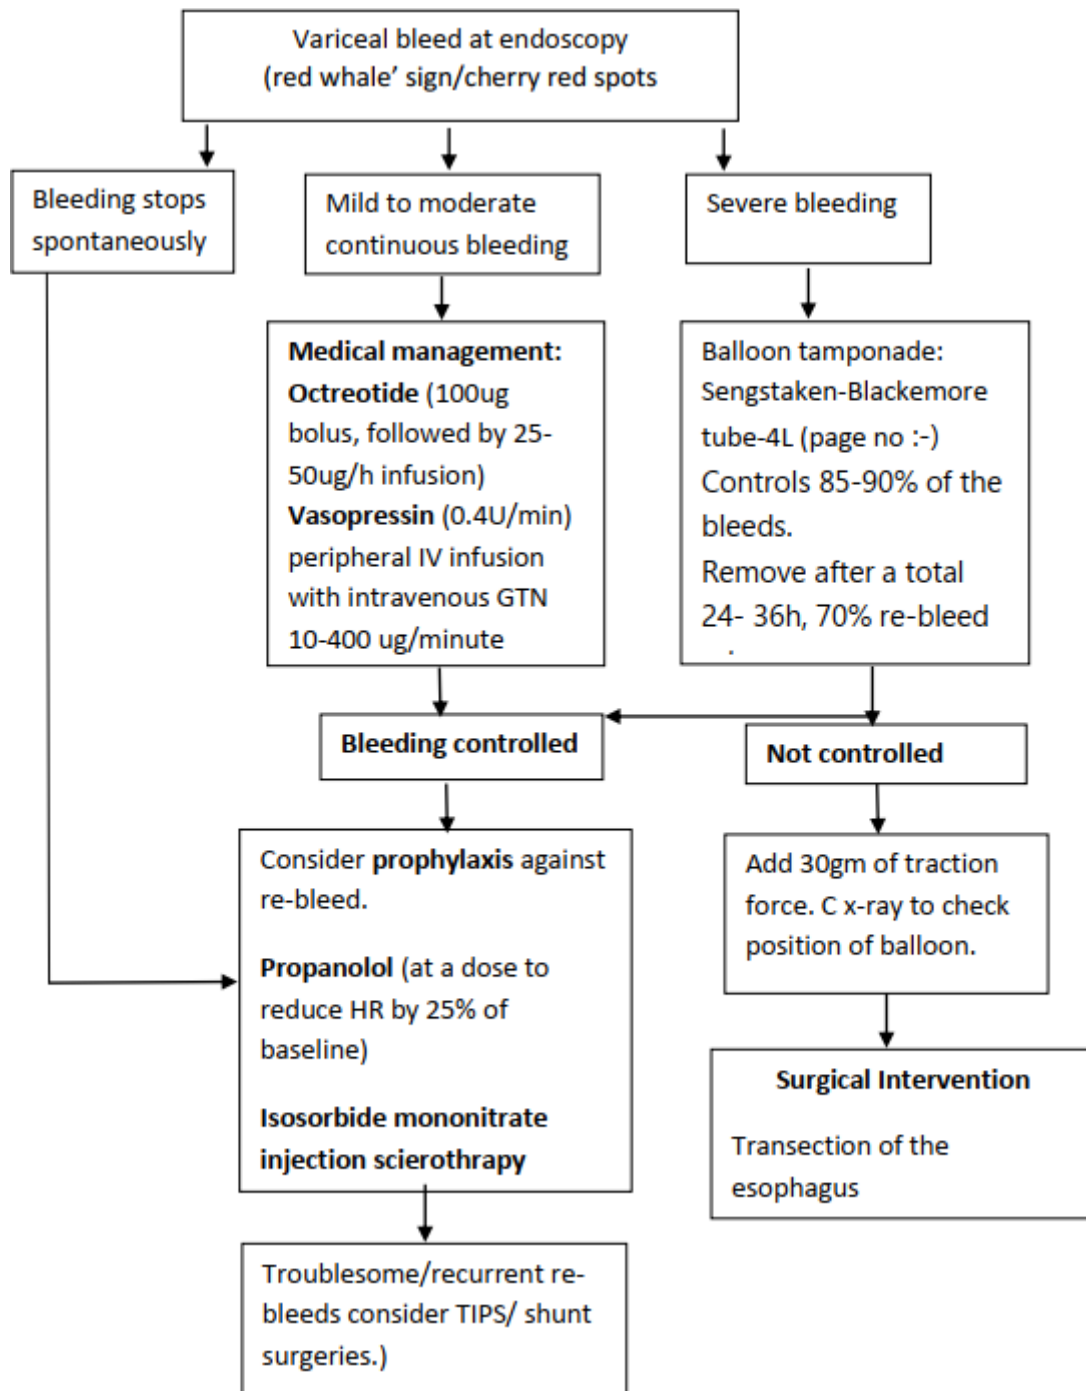 Variceal bleed at endoscopy
(red whale’ sign/cherry red spots
Bleeding stops
spontaneously
Mild to moderate
continuous bleeding
Severe bleeding
Medical management:
Octreotide (100ug
bolus, followed by 25-
50ug/h infusion)
Vasopressin (0.4U/min)
peripheral IV infusion
with intravenous GTN
10-400 ug/minute
Balloon tamponade:
Sengstaken-Blackemore
tube-4L (page no :-)
Controls 85-90% of the
bleeds.
Remove after a total
24- 36h, 70% re-bleed
Bleeding controlled
Not controlled
Consider prophylaxis against
re-bleed.
Propanolol (at a dose to
reduce HR by 25% of
baseline)
Isosorbide mononitrate
injection scierothrapy
Add 30gm of traction
force. C x-ray to check
position of balloon.
Surgical Intervention
Transection of the
esophagus
Troublesome/recurrent re-
bleeds consider TIPS/ shunt
surgeries.)